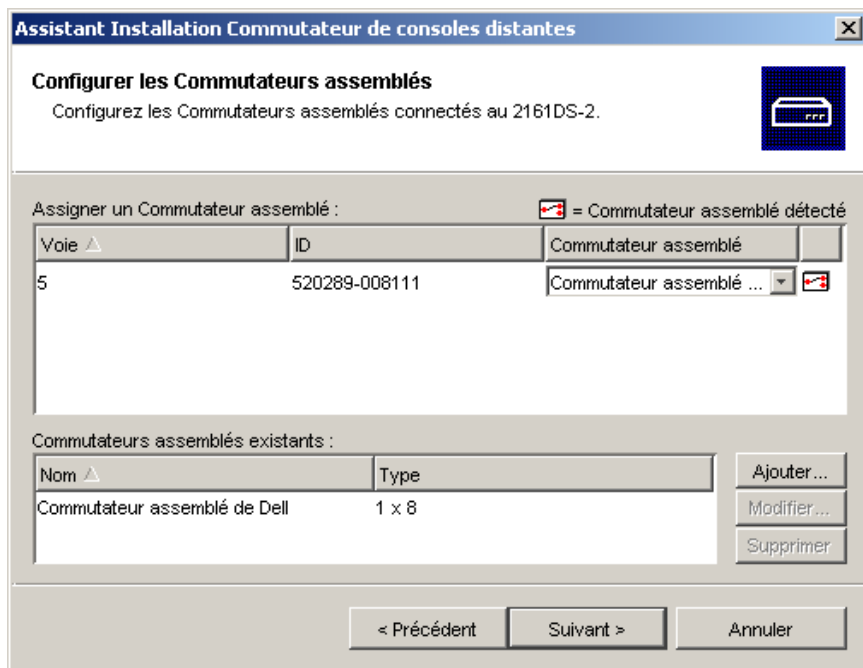 Assistant Installation Commutateur de consoles distantes
Configurer les Commutateurs assemblés
Configurez les Commutateurs assemblés connectés au 2161DS-2.
Assigner un Commutateur assemblé :
= Commutateur assemblé détecté
Voie ID Commutateur assemblé
5 520289-008111 Commutateur assemblé ...
Commutateurs assemblés existants :
Nom Type
Commutateur assemblé de Dell 1 x 8
Ajouter...
Modifier...
Supprimer
< Précédent Suivant > Annuler